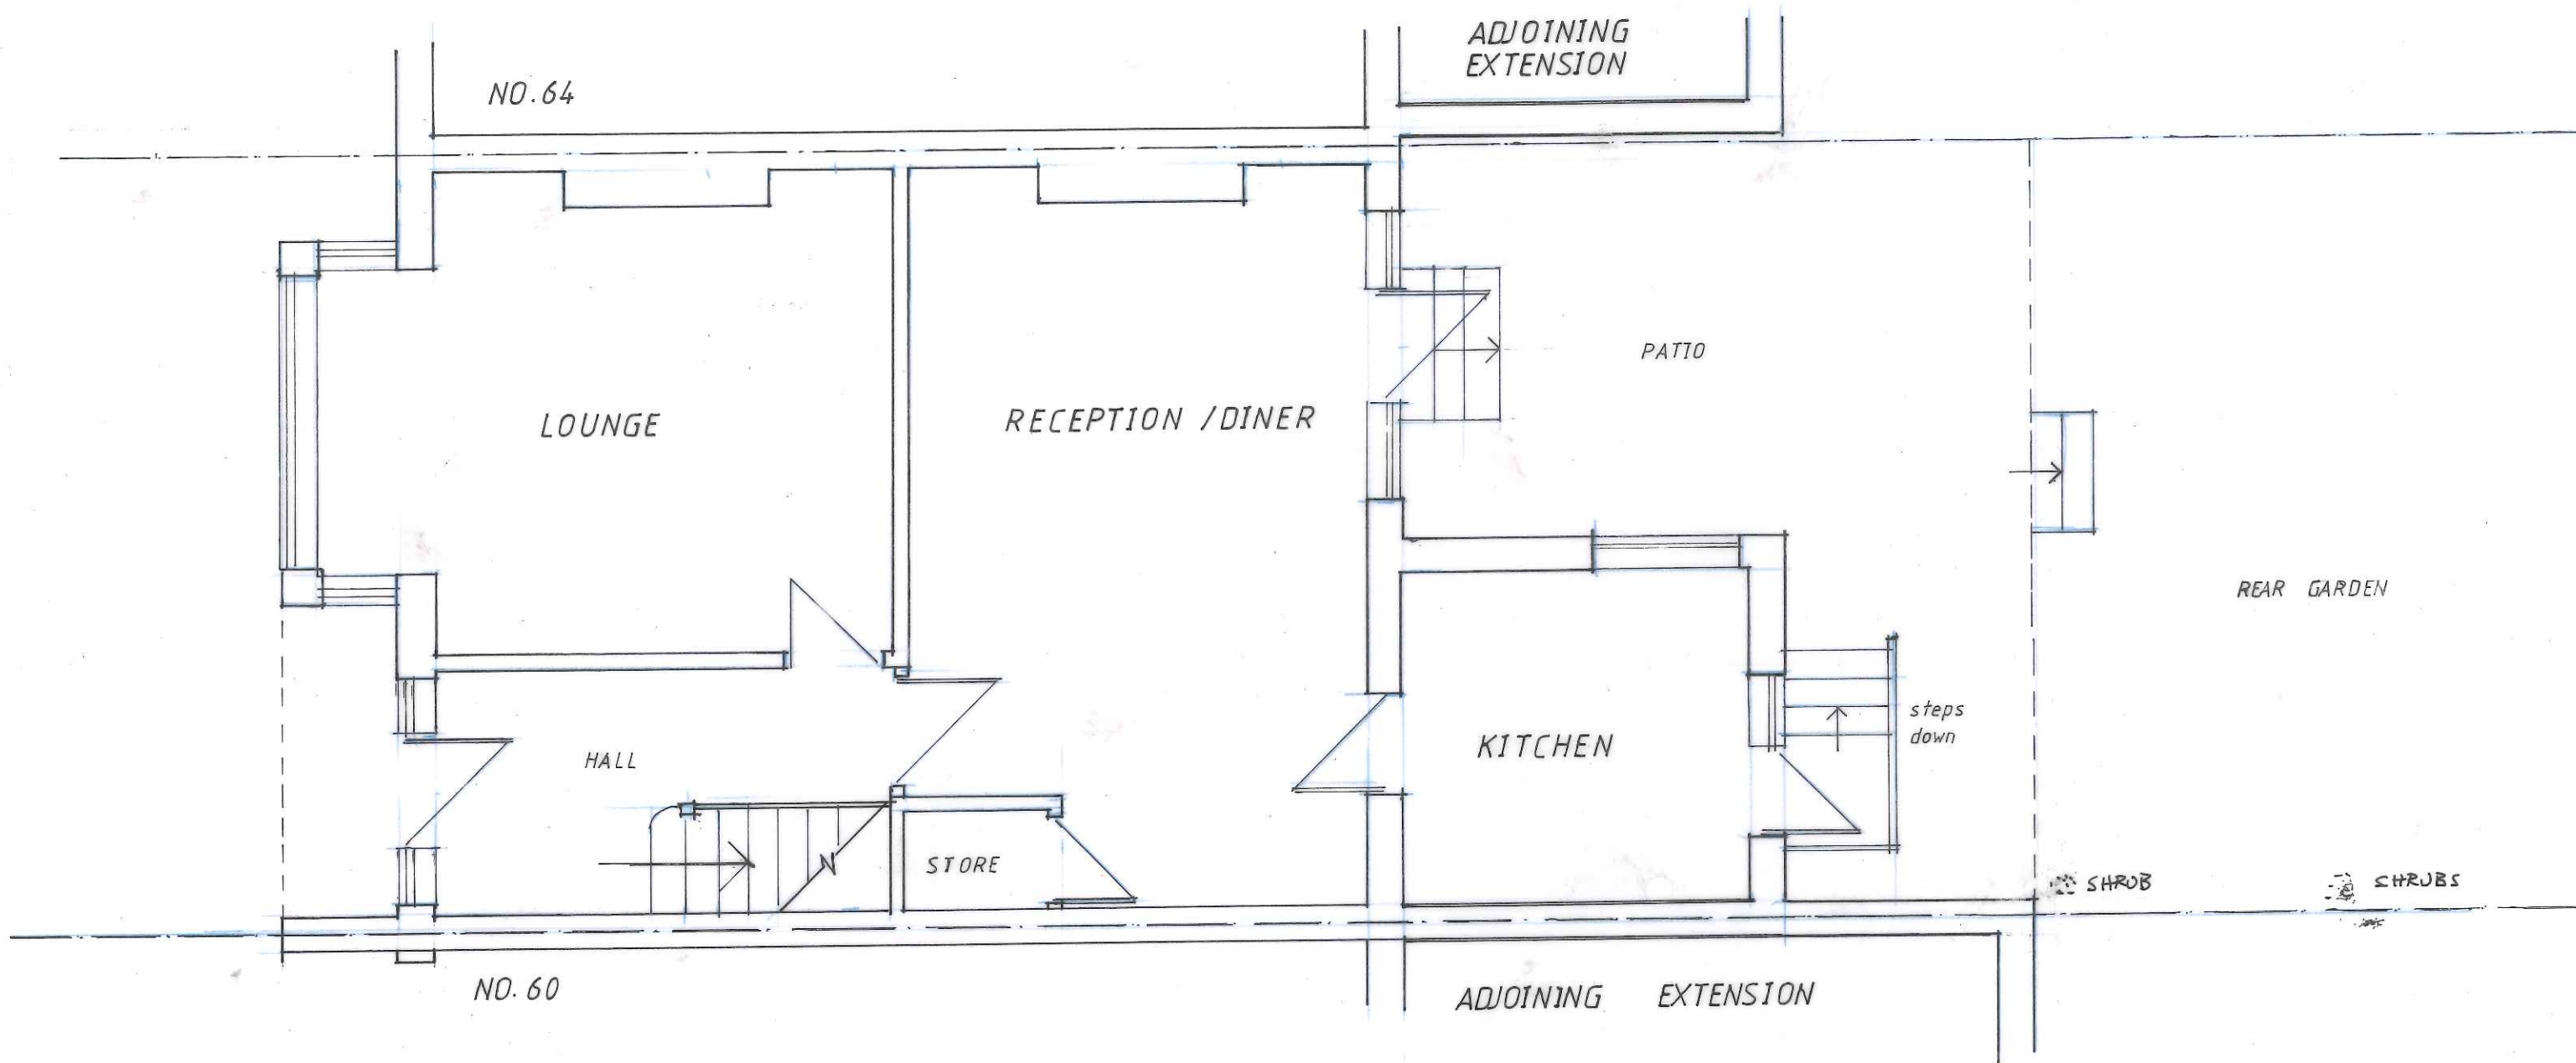 ADJOINING
EXTENSION
NO.64
PATIO
LOUNGE
RECEPTION / DINER
REAR GARDEN
steps
down
KITCHEN
HALL
STORE
SHRUB
SHRUBS
NO.60
ADJOINING EXTENSION